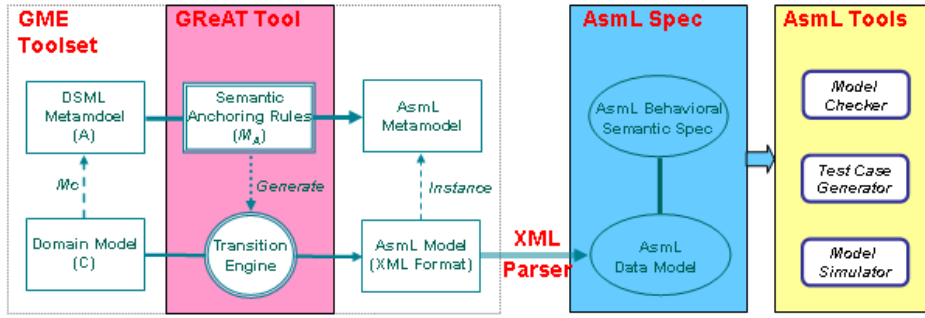 GME
Toolset
GReAT Tool
AsmL Spec
AsmL Tools
DSML
Metamdoel
(A)
Semantic
Anchoring Rules
(MA)
AsmL
Metamodel
AsmL Behavioral
Semantic Spec
Model
Checker
Mc
Generate
Instance
Test Case
Generator
Domain Model
(C)
Transition
Engine
AsmL Model
(XML Format)
XML
Parser
AsmL
Data Model
Model
Simulator